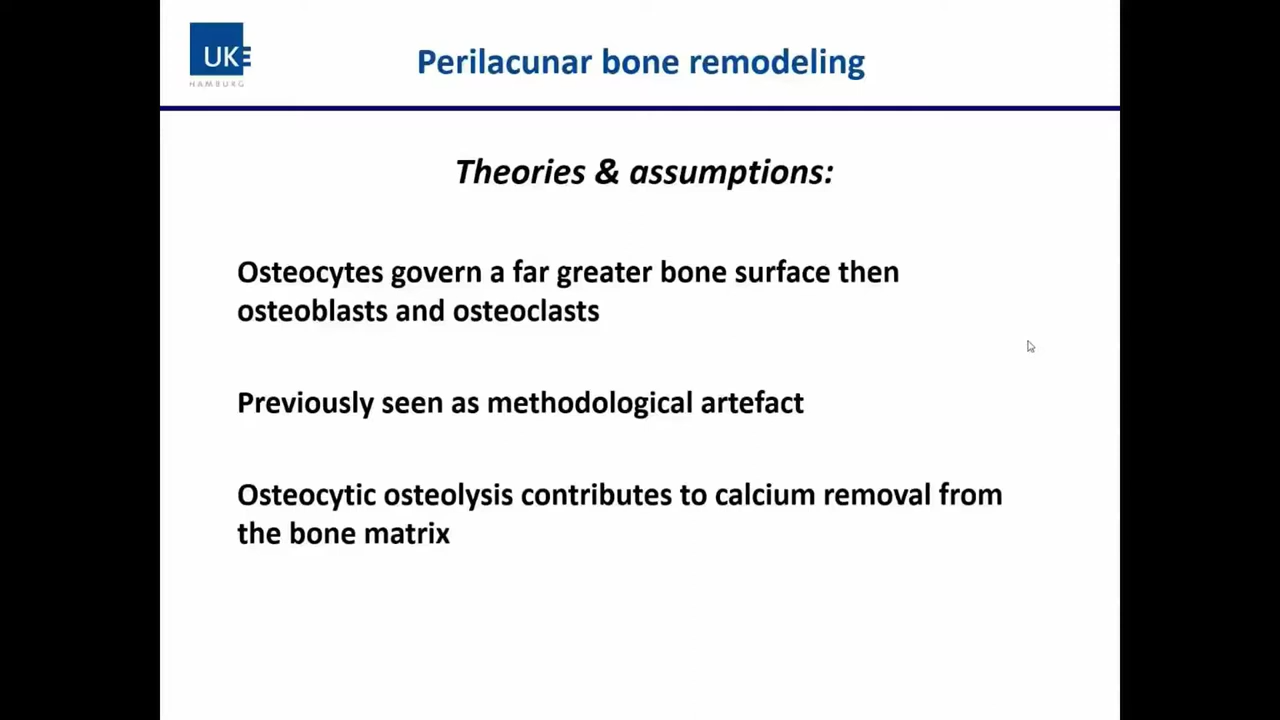 UKE
HAMBURG
Perilacunar bone remodeling
Theories & assumptions:
Osteocytes govern a far greater bone surface then
osteoblasts and osteoclasts
Previously seen as methodological artefact
Osteocytic osteolysis contributes to calcium removal from
the bone matrix